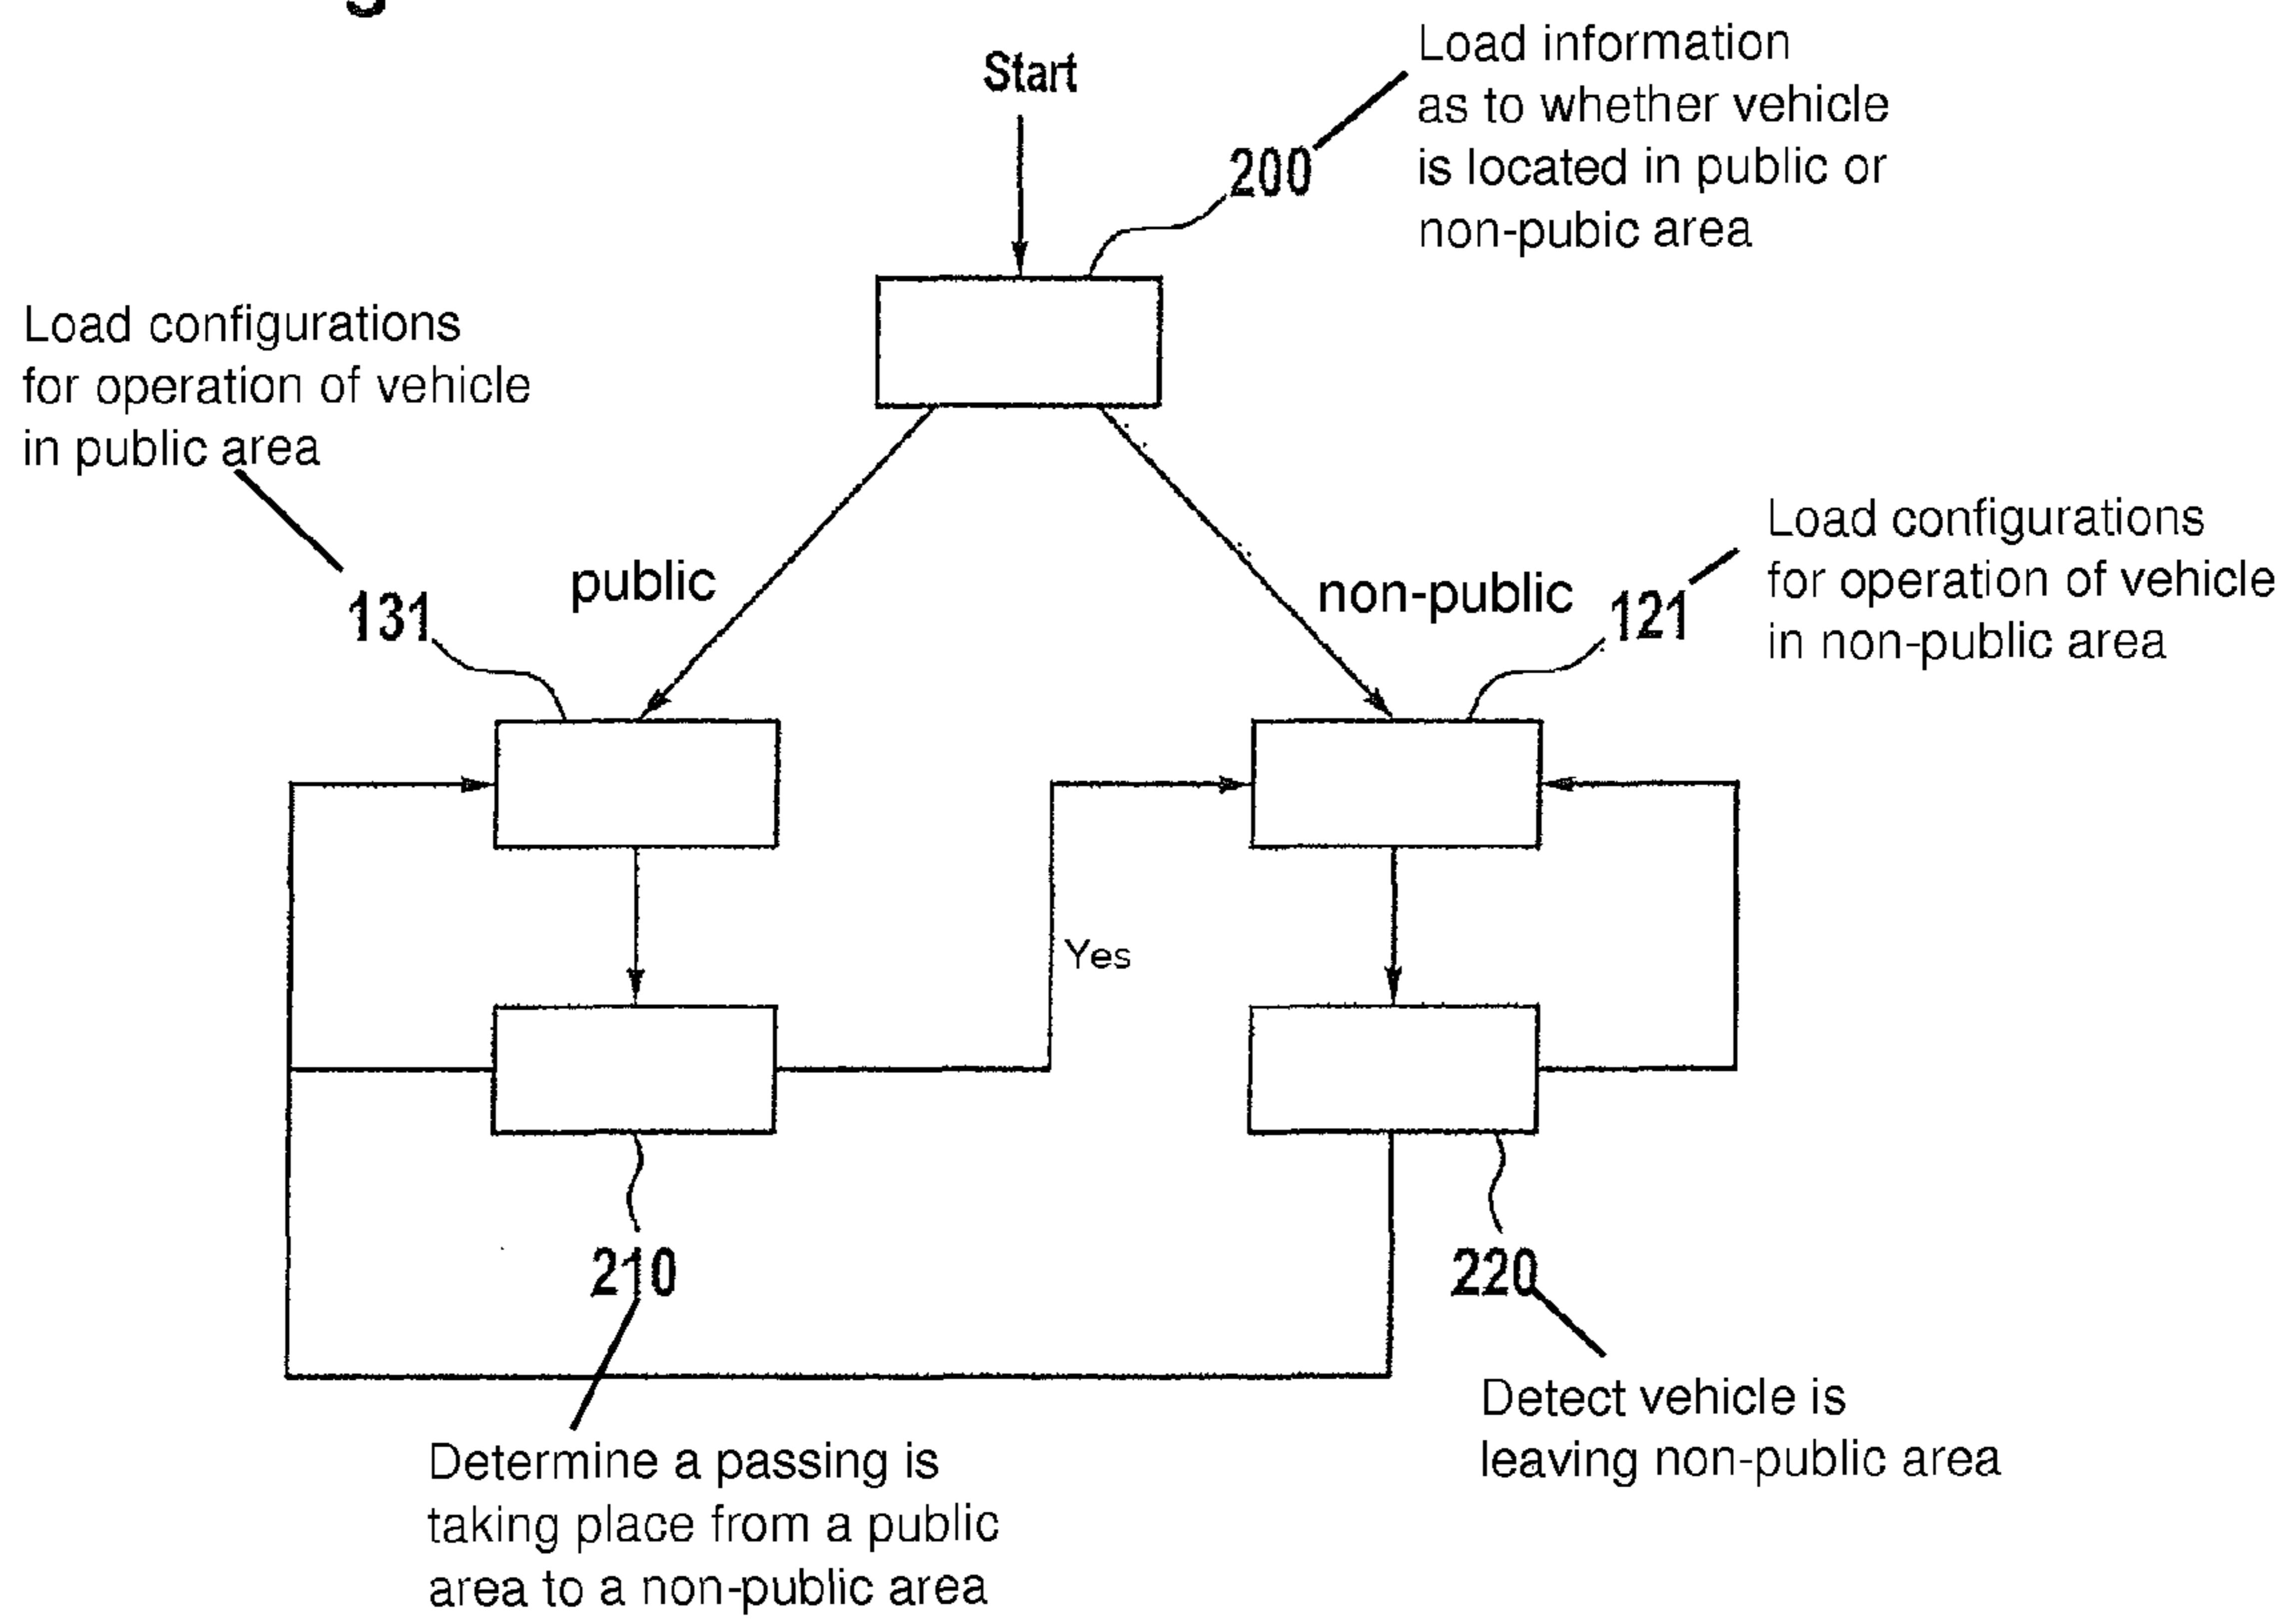 Start
Load information
as to whether vehicle
is located in public or
non-pubic area
200
Load configurations
for operation of vehicle
in public area
131
public
non-public
121
Load configurations
for operation of vehicle
in non-public area
Yes
210
220
Determine a passing is
taking place from a public
area to a non-public area
Detect vehicle is
leaving non-public area